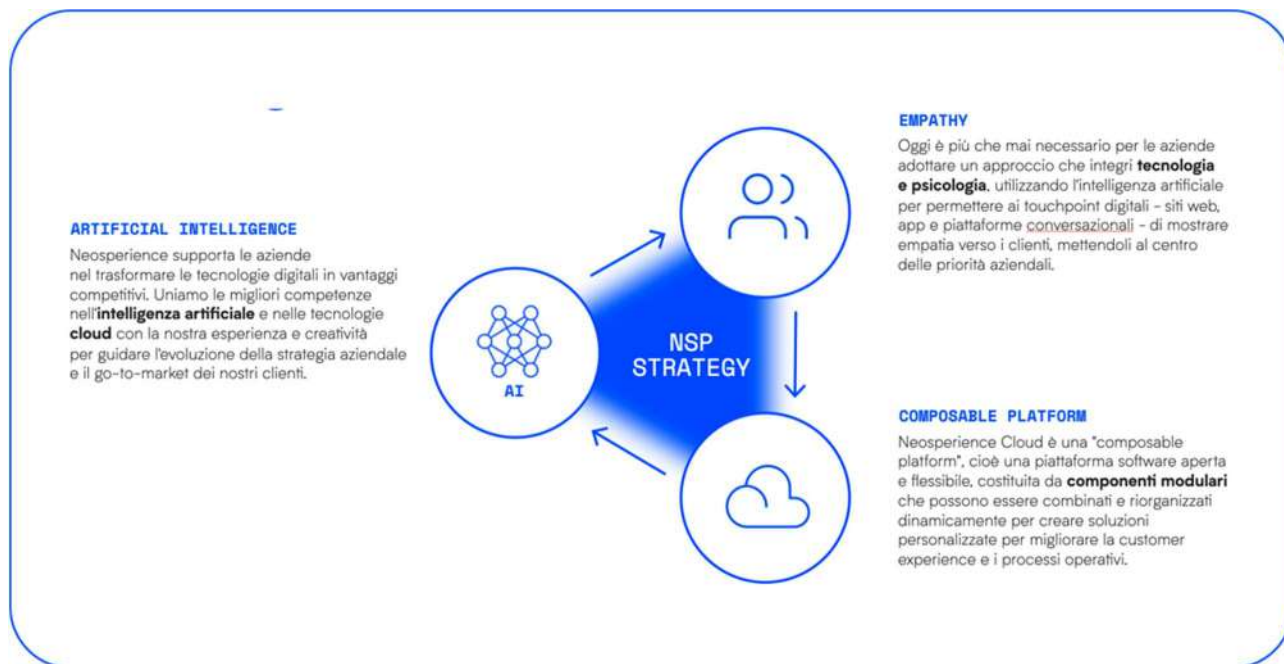 ARTIFICIAL INTELLIGENCE
Neosperience supporta le aziende
nel trasformare le tecnologie digitali in vantaggi
competitivi. Uniamo le migliori competenze
nell'intelligenza artificiale e nelle tecnologie
cloud con la nostra esperienza e creatività
per guidare l'evoluzione della strategia aziendale
e il go-to-market dei nostri clienti.
AI
NSP
STRATEGY
EMPATHY
Oggi è più che mai necessario per le aziende
adottare un approccio che integri tecnologia
e psicologia, utilizzando l'intelligenza artificiale
per permettere ai touchpoint digitali - siti web,
app e piattaforme conversazionali - di mostrare
empatia verso i clienti, mettendoli al centro
delle priorità aziendali.
COMPOSABLE PLATFORM
Neosperience Cloud è una "composable
platform", cioè una piattaforma software aperta
e flessibile, costituita da componenti modulari
che possono essere combinati e riorganizzati
dinamicamente per creare soluzioni
personalizzate per migliorare la customer
experience e i processi operativi.